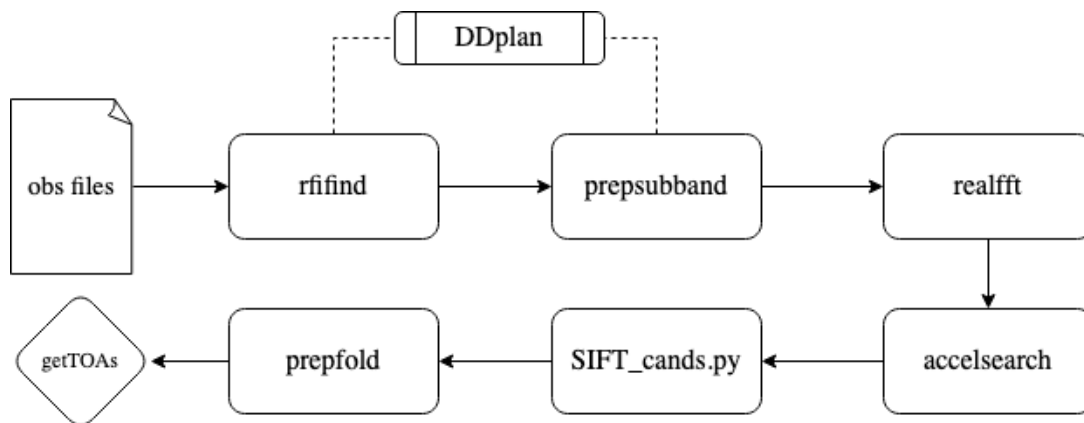 DDplan
obs files
rfifind
prepsubband
realfft
accelsearch
SIFT_cands.py
prepfold
getTOAs